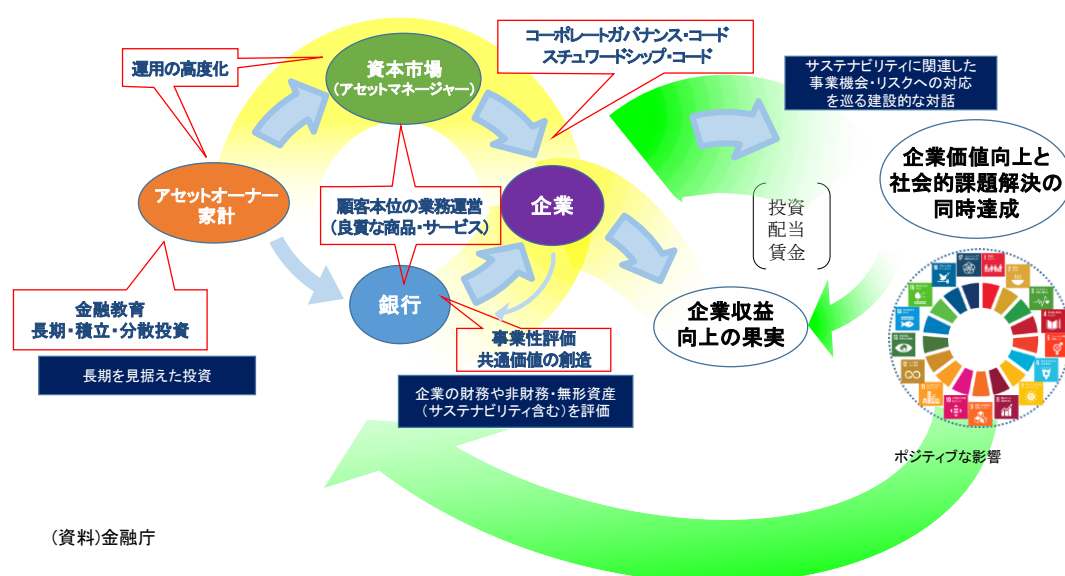 コーポレートガバナンス・コード
スチュワードシップ・コード
運用の高度化
資本市場
(アセットマネージャー)
サステナビリティに関連した
事業機会・リスクへの対応
を巡る建設的な対話
企業価値向上と
社会的課題解決の
同時達成
アセットオーナー
家計
顧客本位の業務運営
(良質な商品・サービス)
企業
投資
配当
賃金
金融教育
長期・積立・分散投資
銀行
企業収益
向上の果実
事業性評価
共通価値の創造
長期を見据えた投資
企業の財務や非財務・無形資産
(サステナビリティ含む)を評価
ポジティブな影響
(資料)金融庁